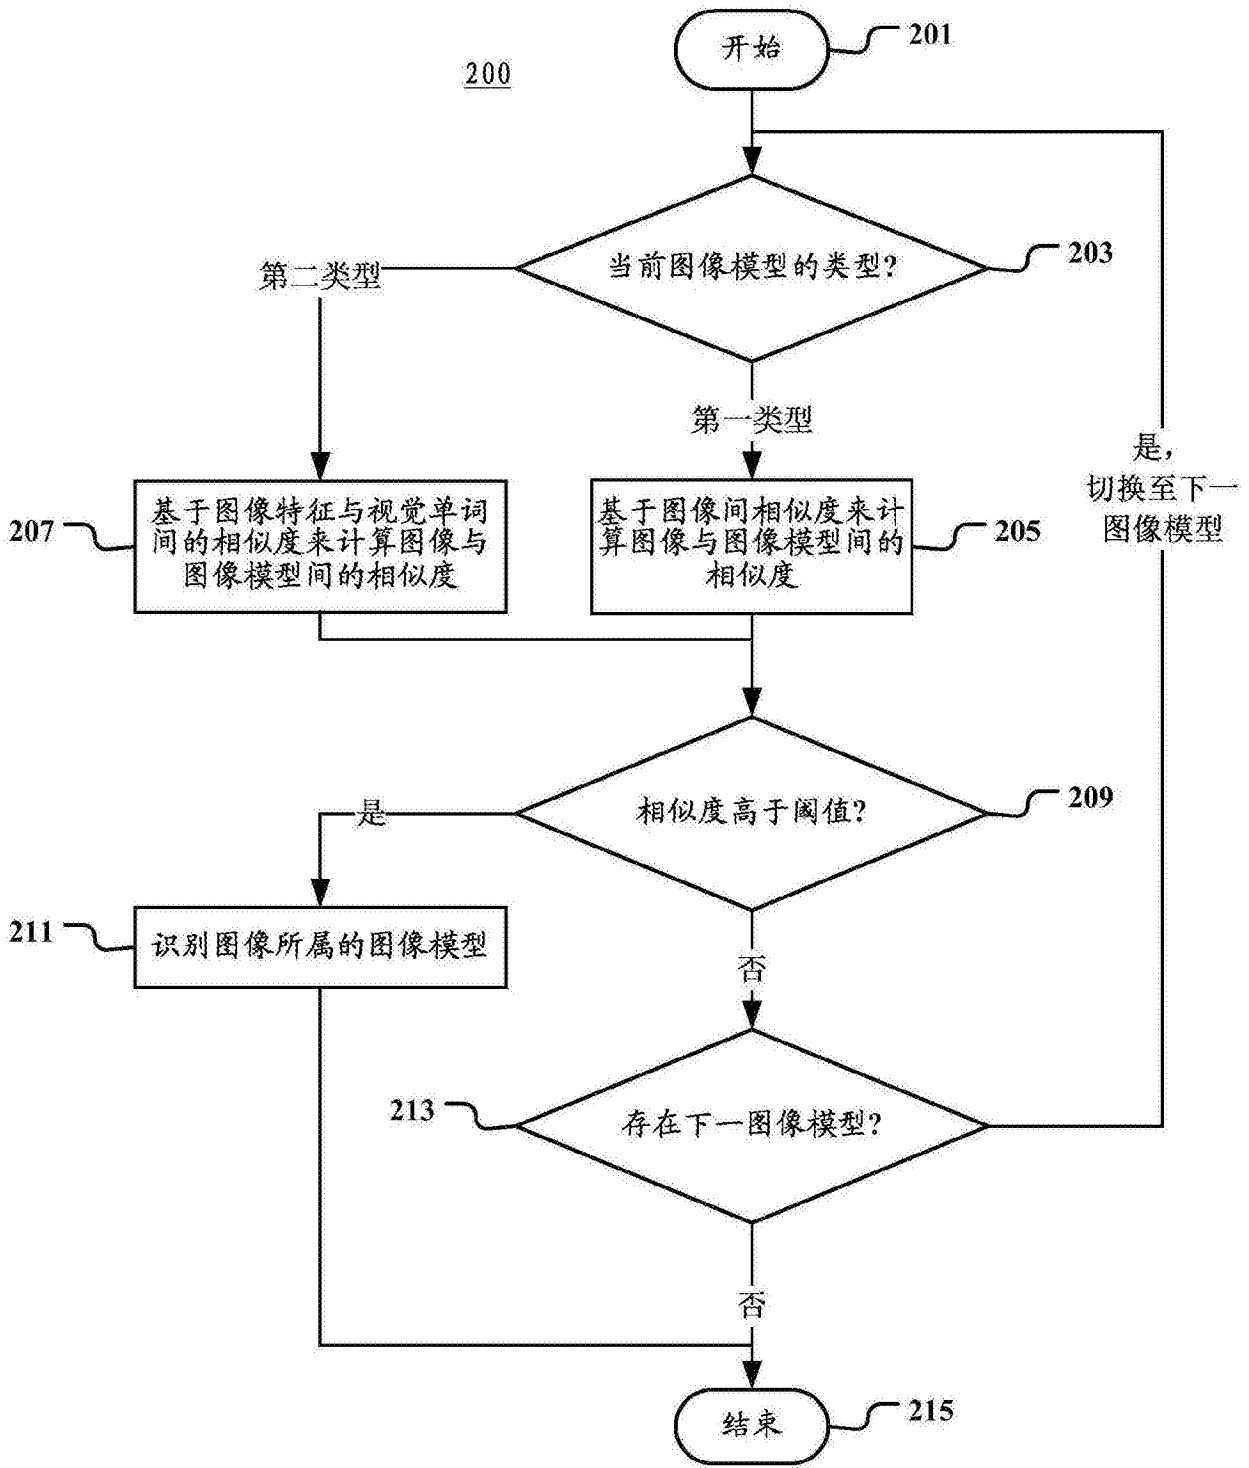 开始
201
200
当前图像模型的类型?
203
第二类型
第一类型
是，
切换至下一
图像模型
207
基于图像特征与视觉单词
间的相似度来计算图像与
图像模型间的相似度
基于图像间相似度来计
算图像与图像模型间的
相似度
205
相似度高于阈值?
209
是
211
识别图像所属的图像模型
否
213
存在下一图像模型?
否
结束
215